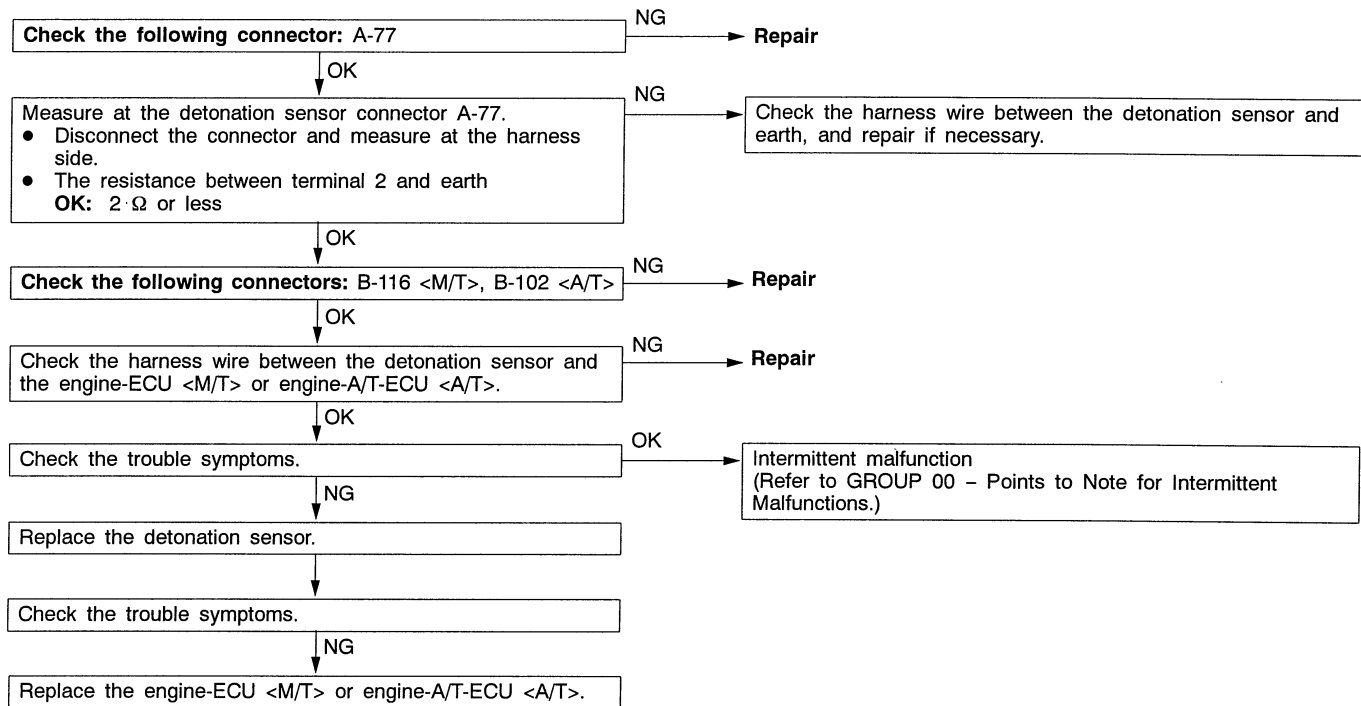 Check the following connector: A-77
NG
Repair
OK
Measure at the detonation sensor connector A-77.
● Disconnect the connector and measure at the harness
side.
● The resistance between terminal 2 and earth
OK: 2 Ω or less
NG
Check the harness wire between the detonation sensor and
earth, and repair if necessary.
OK
Check the following connectors: B-116 <M/T>, B-102 <A/T>
NG
Repair
OK
Check the harness wire between the detonation sensor and
the engine-ECU <M/T> or engine-A/T-ECU <A/T>.
NG
Repair
OK
Check the trouble symptoms.
OK
Intermittent malfunction
(Refer to GROUP 00 – Points to Note for Intermittent
Malfunctions.)
NG
Replace the detonation sensor.
Check the trouble symptoms.
NG
Replace the engine-ECU <M/T> or engine-A/T-ECU <A/T>.